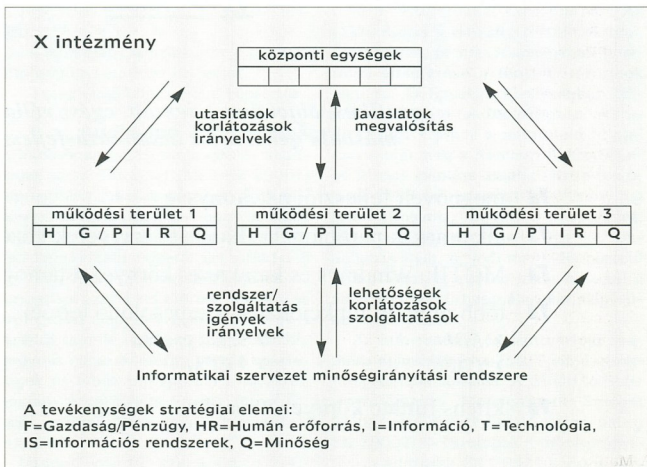 X intézmény
központi egységek
utasítások
korlátozások
irányelvek
javaslatok
megvalósítás
működési terület 1
H G / P I R Q
működési terület 2
H G / P I R Q
működési terület 3
H G / P I R Q
rendszer/
szolgáltatás
igények
irányelvek
lehetőségek
korlátozások
szolgáltatások
Informatikai szervezet minőségirányítási rendszere
A tevékenységek stratégiai elemei:
F=Gazdaság/Pénzügy, HR=Humán erőforrás, I=Információ, T=Technológia,
IS=Információs rendszerek, Q=Minőség